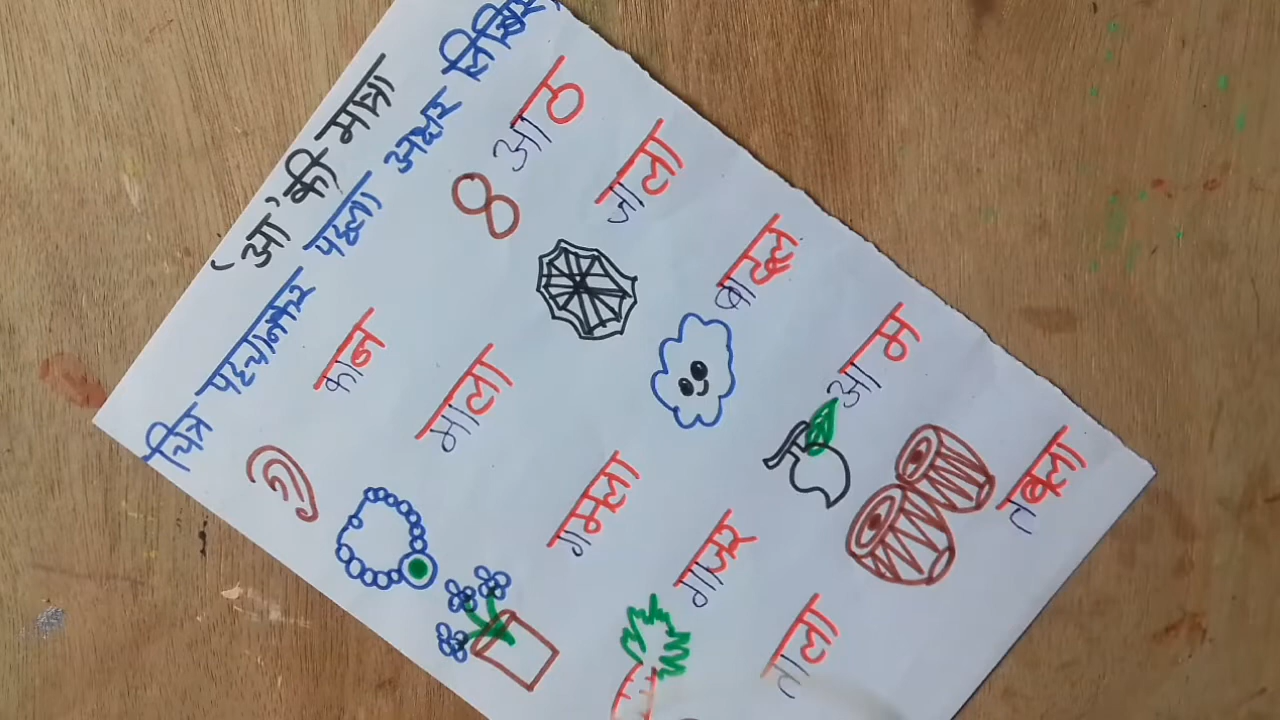 'आ' की मात्रा
चित्र पहचानकर पहला अक्षर लिखिए
कान
आठ
माला
जाला
गमला
बादल
गाजर
आम
ताला
तबला